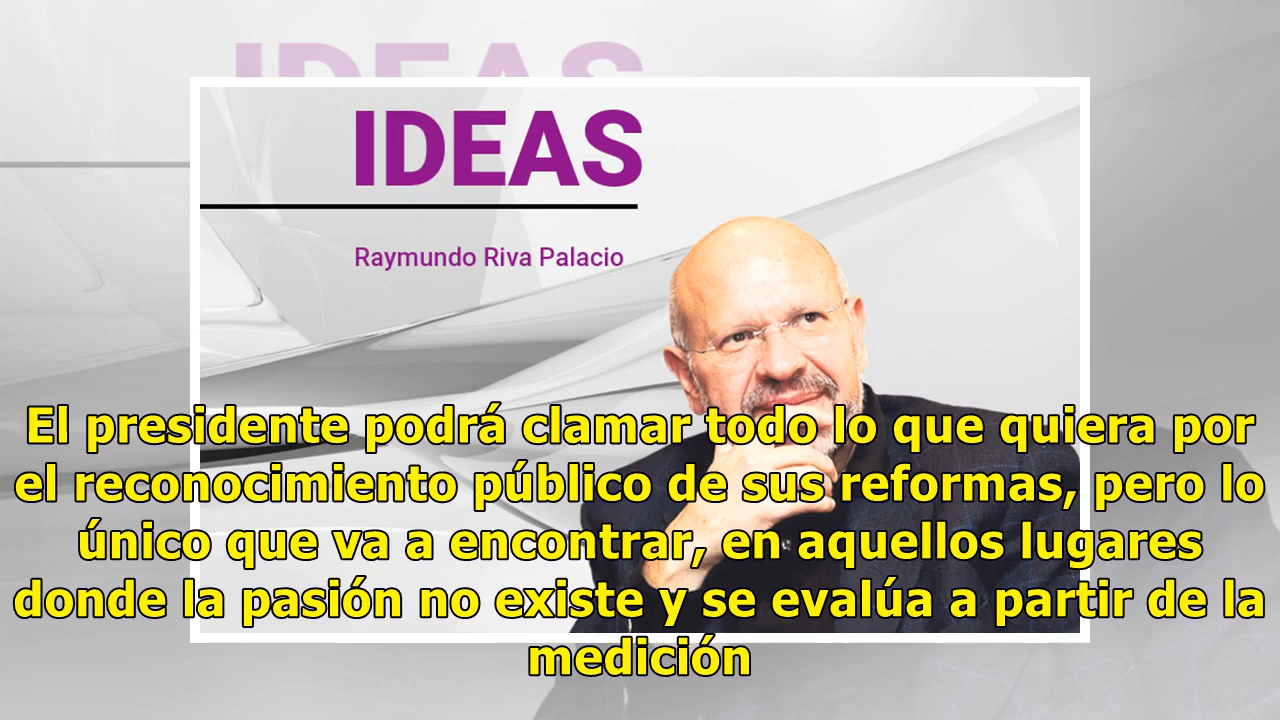 IDEAS
IDEAS
Raymundo Riva Palacio
El presidente podrá clamar todo lo que quiera por
el reconocimiento público de sus reformas, pero lo
único que va a encontrar, en aquellos lugares
donde la pasión no existe y se evalúa a partir de la
medición